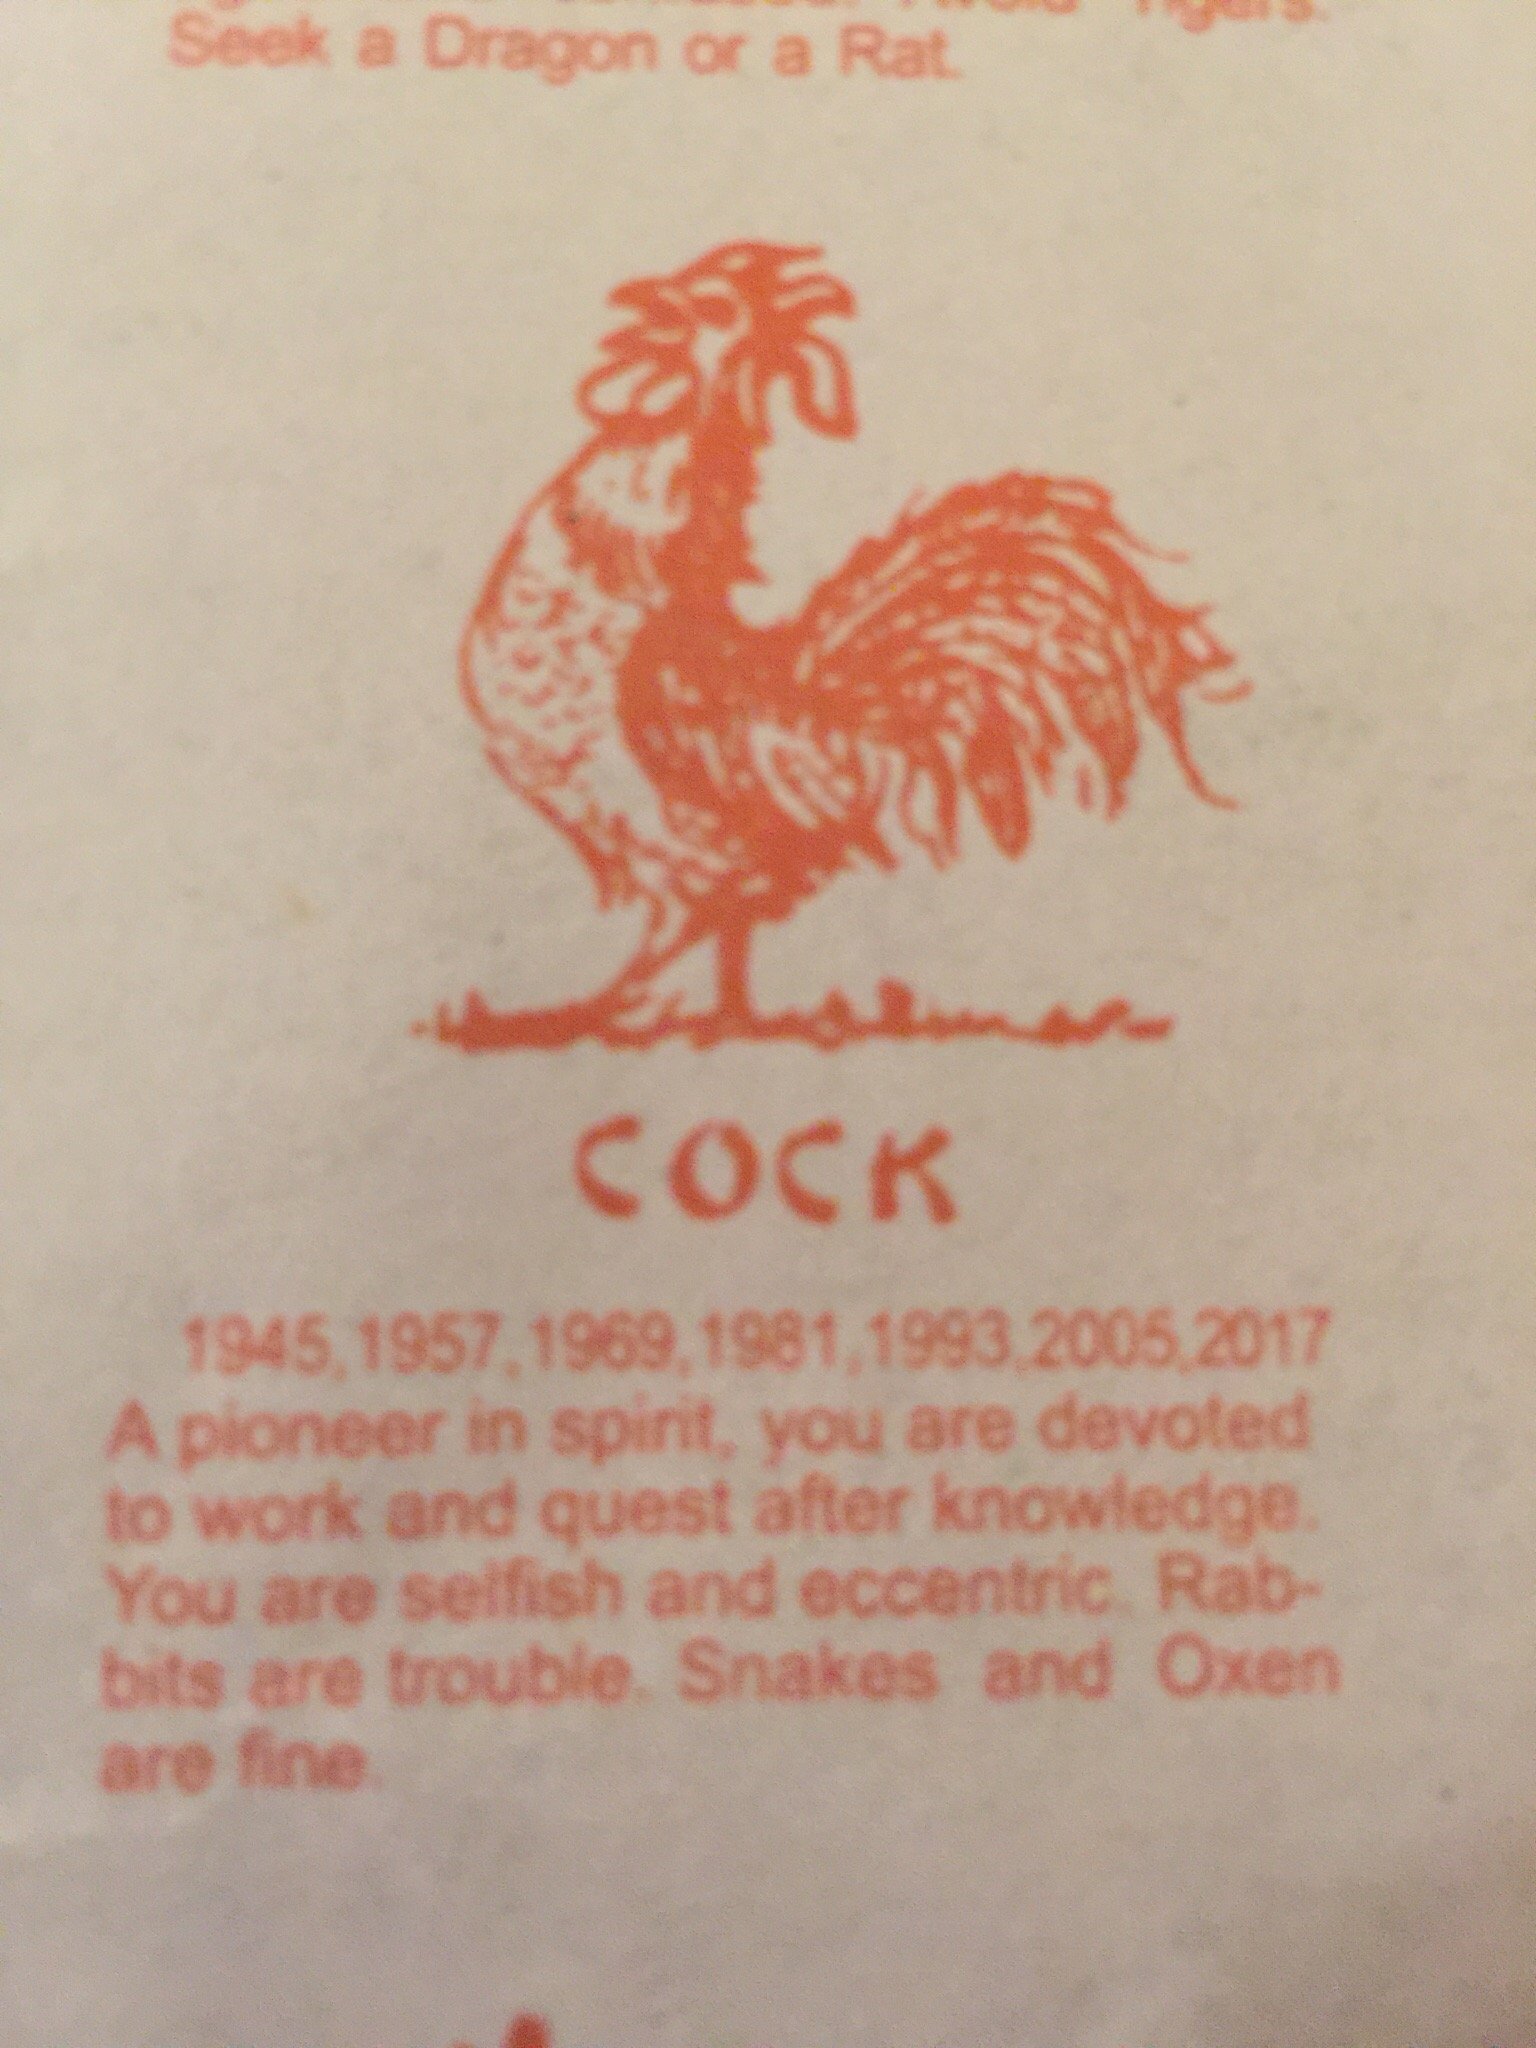 Avoid Tigers.
Seek a Dragon or a Rat.
COCK
1945,1957,1969,1981,1993,2005,2017
A pioneer in spirit, you are devoted
to work and quest after knowledge.
You are selfish and eccentric. Rab-
bits are trouble. Snakes and Oxen
are fine.